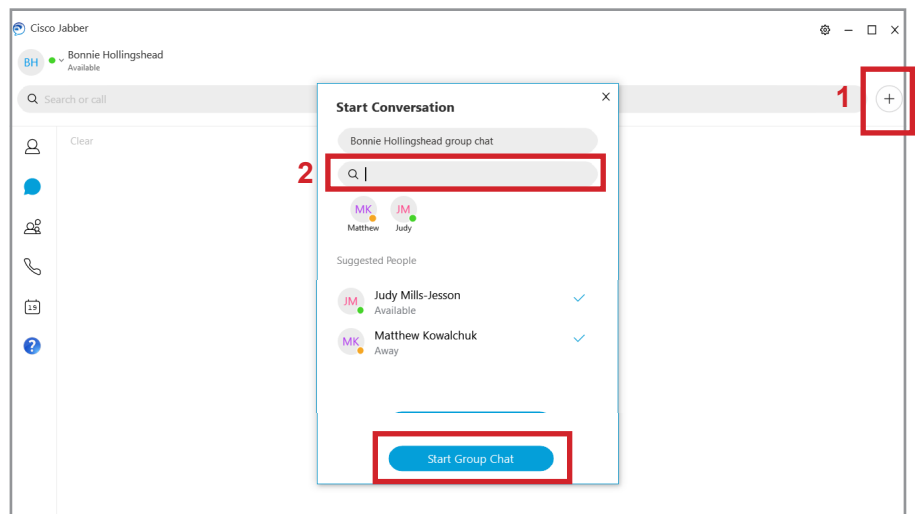 Cisco Jabber
BH
Bonnie Hollingshead
Available
Search or call
1
Clear
Start Conversation
Bonnie Hollingshead group chat
2
MK JM
Matthew Judy
Suggested People
JM
Judy Mills-Jesson
Available
MK
Matthew Kowalchuk
Away
19
?
Start Group Chat